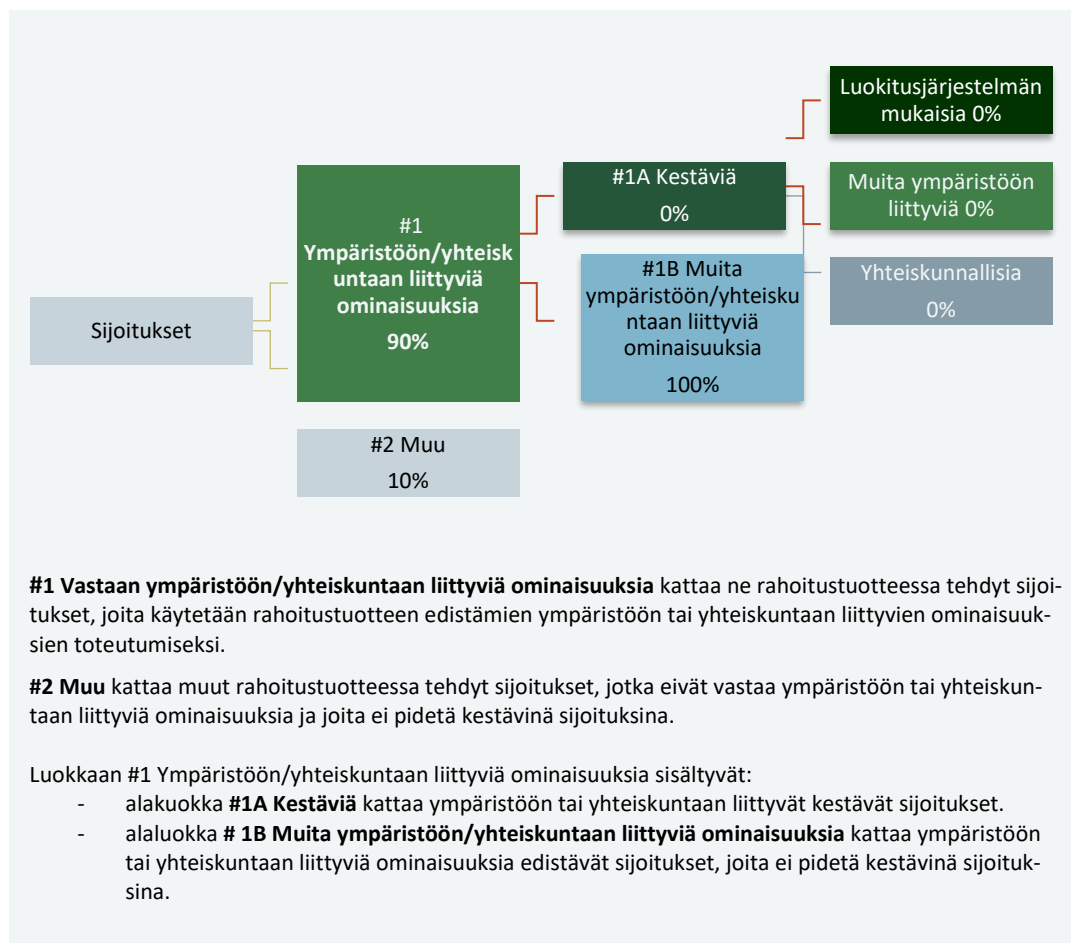 Sijoitukset
#1
Ympäristöön/yhteisk
untaan liittyviä
ominaisuuksia
90%
#2 Muu
10%
#1A Kestäviä
0%
#1B Muita
ympäristöön/yhteisku
ntaan liittyviä
ominaisuuksia
100%
Luokitusjärjestelmän
mukaisia 0%
Muita ympäristöön
liittyviä 0%
Yhteiskunnallisia
0%
#1 Vastaan ympäristöön/yhteiskuntaan liittyviä ominaisuuksia kattaa ne rahoitustuotteessa tehdyt sijoi-
tukset, joita käytetään rahoitustuotteen edistämien ympäristöön tai yhteiskuntaan liittyvien ominaisuuk-
sien toteutumiseksi.
#2 Muu kattaa muut rahoitustuotteessa tehdyt sijoitukset, jotka eivät vastaa ympäristöön tai yhteiskun-
taan liittyviä ominaisuuksia ja joita ei pidetä kestävinä sijoituksina.
Luokkaan #1 Ympäristöön/yhteiskuntaan liittyviä ominaisuuksia sisältyvät:
- alakuokka #1A Kestäviä kattaa ympäristöön tai yhteiskuntaan liittyvät kestävät sijoitukset.
- alaluokka # 1B Muita ympäristöön/yhteiskuntaan liittyviä ominaisuuksia kattaa ympäristöön
tai yhteiskuntaan liittyviä ominaisuuksia edistävät sijoitukset, joita ei pidetä kestävinä sijoituk-
sina.